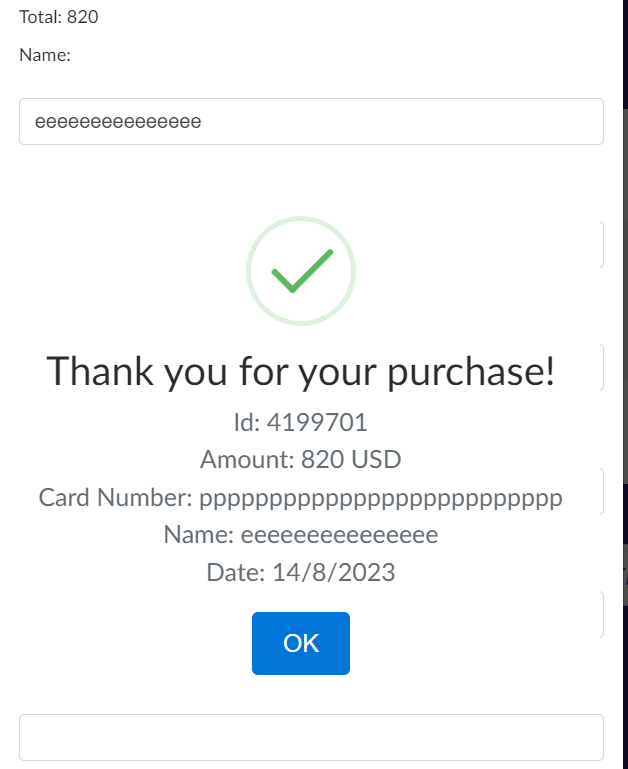 Total: 820
Name:
eeeeeeeeeeeeeee
Thank you for your purchase!
Id: 4199701
Amount: 820 USD
Card Number: pppppppppppppppppppppppppp
Name: eeeeeeeeeeeeeee
Date: 14/8/2023
OK